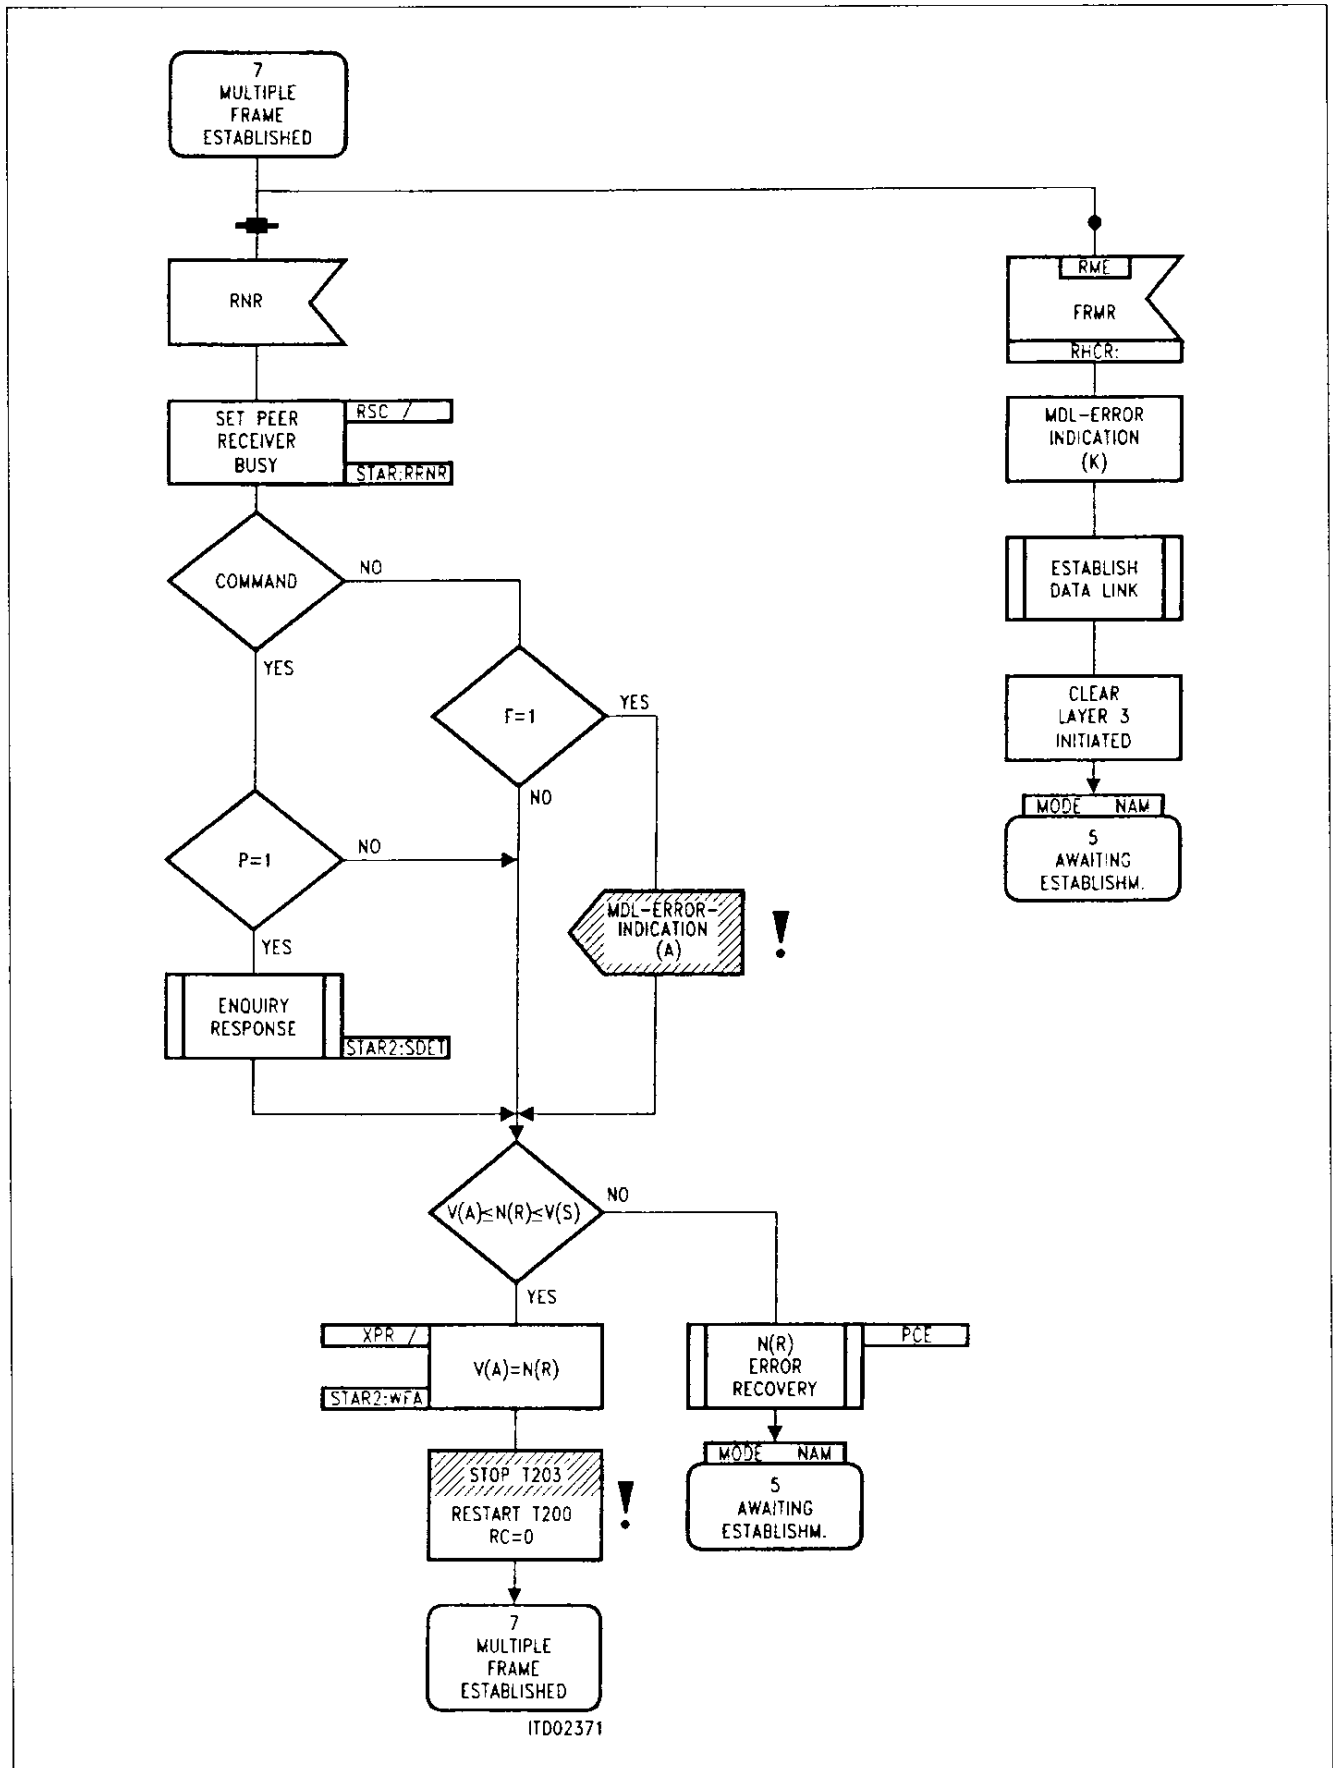 7
MULTIPLE
FRAME
ESTABLISHED
RNR
RME
FRMR
RHCR:
SET PEER
RECEIVER
BUSY
RSC /
STAR:RRNR
MDL-ERROR
INDICATION
(K)
COMMAND
NO
YES
ESTABLISH
DATA LINK
F=1
YES
NO
CLEAR
LAYER 3
INITIATED
MODE NAM
5
AWAITING
ESTABLISHM.
P=1
NO
YES
MDL-ERROR-
INDICATION
(A)
!
ENQUIRY
RESPONSE
STAR2:SDET
V(A)≤N(R)≤V(S)
NO
YES
XPR /
V(A)=N(R)
STAR2:WFA
N(R)
ERROR
RECOVERY
PCE
STOP T203
RESTART T200
RC=0
!
MODE NAM
5
AWAITING
ESTABLISHM.
7
MULTIPLE
FRAME
ESTABLISHED
ITD02371